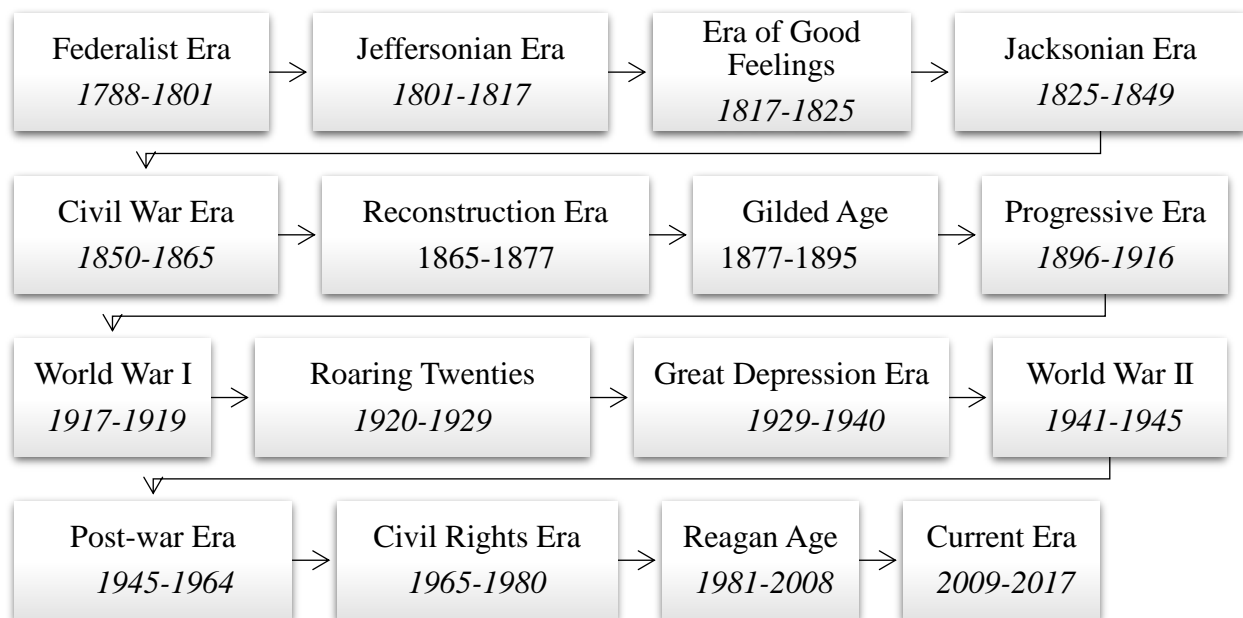 Federalist Era
1788-1801
Jeffersonian Era
1801-1817
Era of Good
Feelings
1817-1825
Jacksonian Era
1825-1849
Civil War Era
1850-1865
Reconstruction Era
1865-1877
Gilded Age
1877-1895
Progressive Era
1896-1916
World War I
1917-1919
Roaring Twenties
1920-1929
Great Depression Era
1929-1940
World War II
1941-1945
Post-war Era
1945-1964
Civil Rights Era
1965-1980
Reagan Age
1981-2008
Current Era
2009-2017